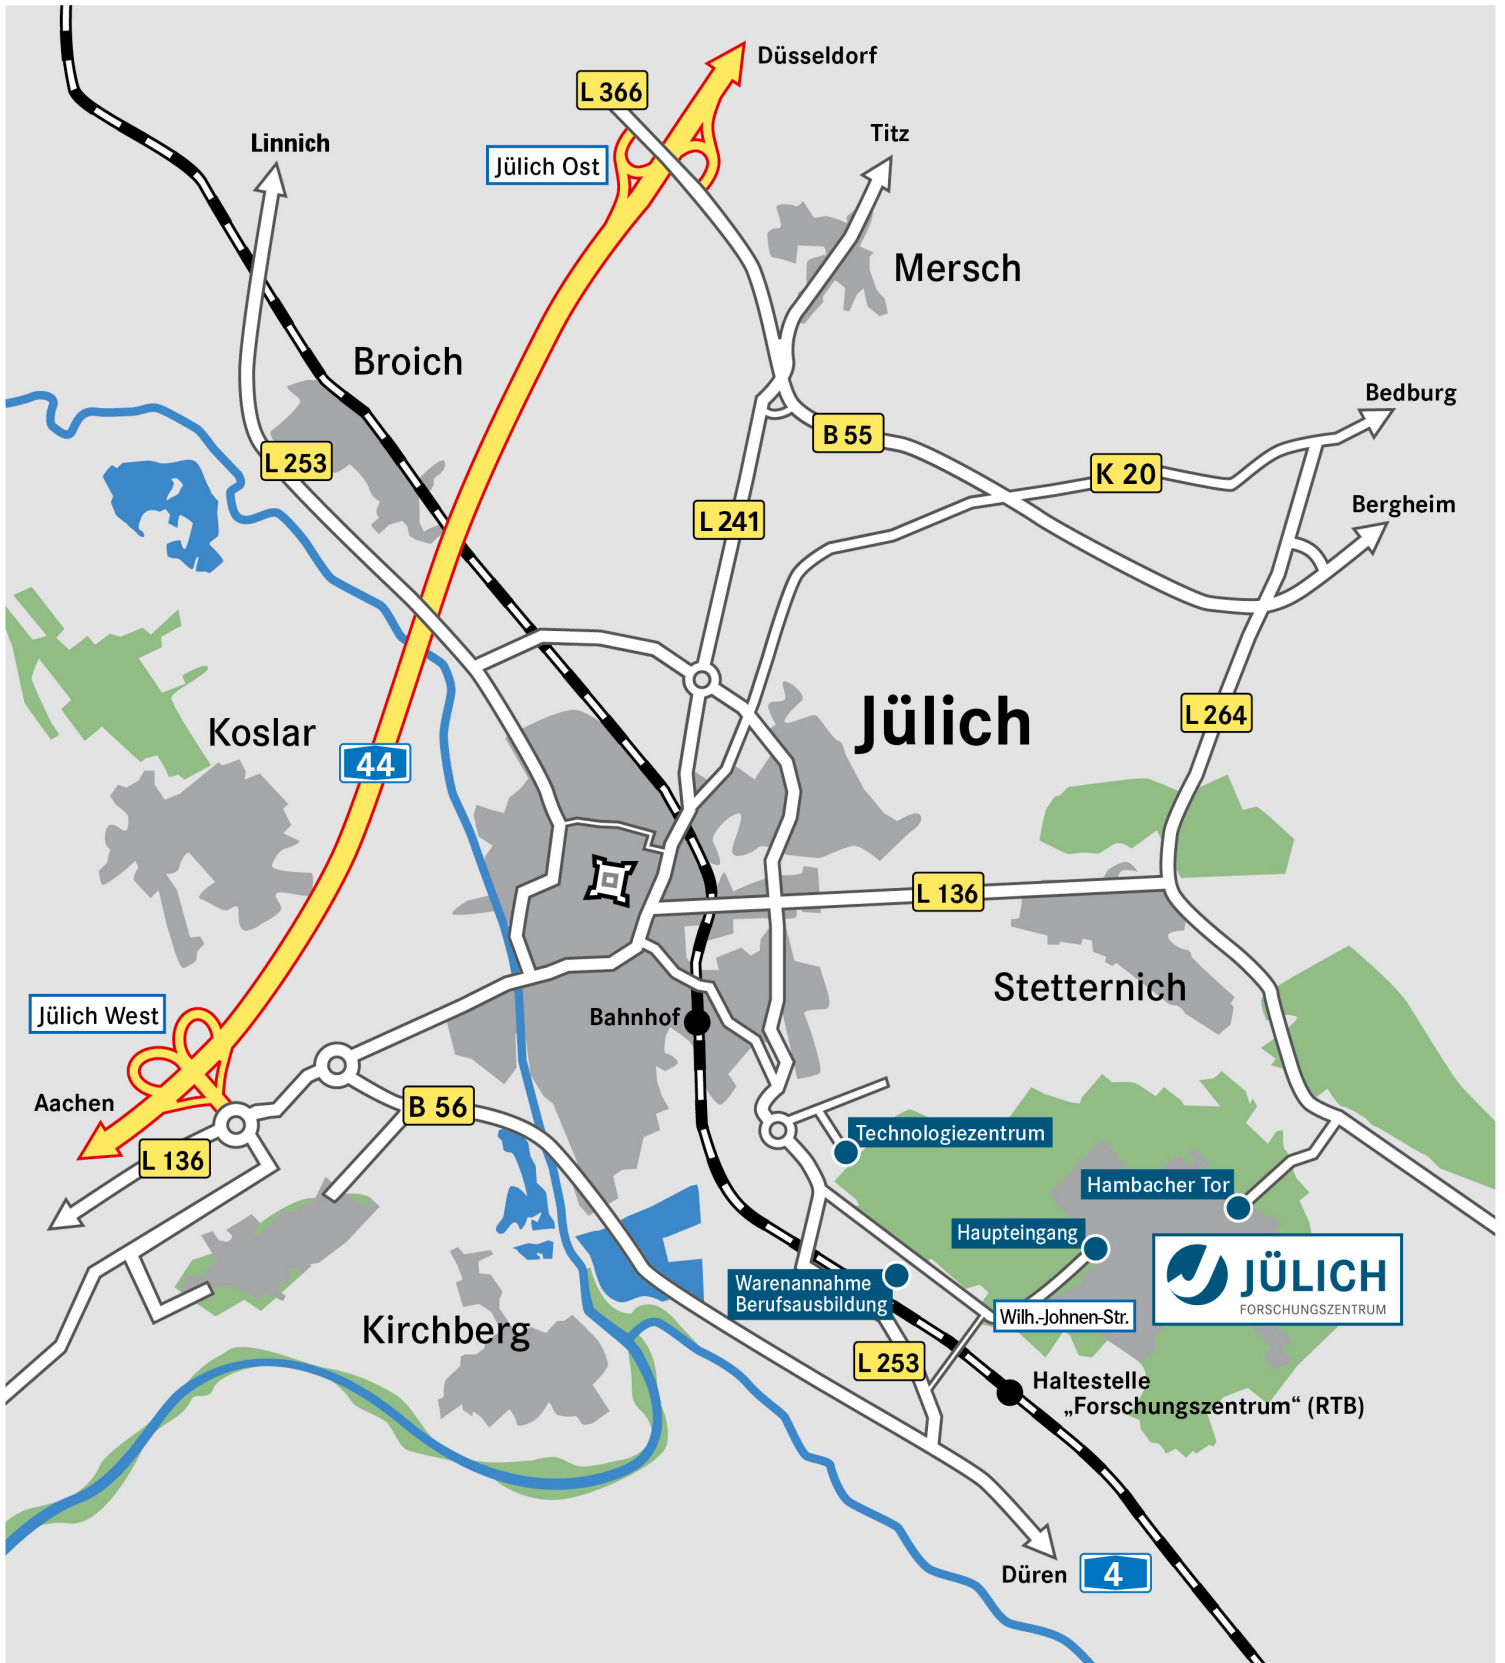 Düsseldorf
L 366
Titz
Linnich
Jülich Ost
Mersch
Broich
Bedburg
B 55
L 253
K 20
Bergheim
L 241
Jülich
L 264
Koslar
44
L 136
Stetternich
Jülich West
Bahnhof
Aachen
B 56
Technologiezentrum
L 136
Hambacher Tor
Haupteingang
JÜLICH
FORSCHUNGSZENTRUM
Warenannahme
Berufsausbildung
Wilh.-Johnen-Str.
Kirchberg
L 253
Haltestelle
„Forschungszentrum“ (RTB)
Düren
4